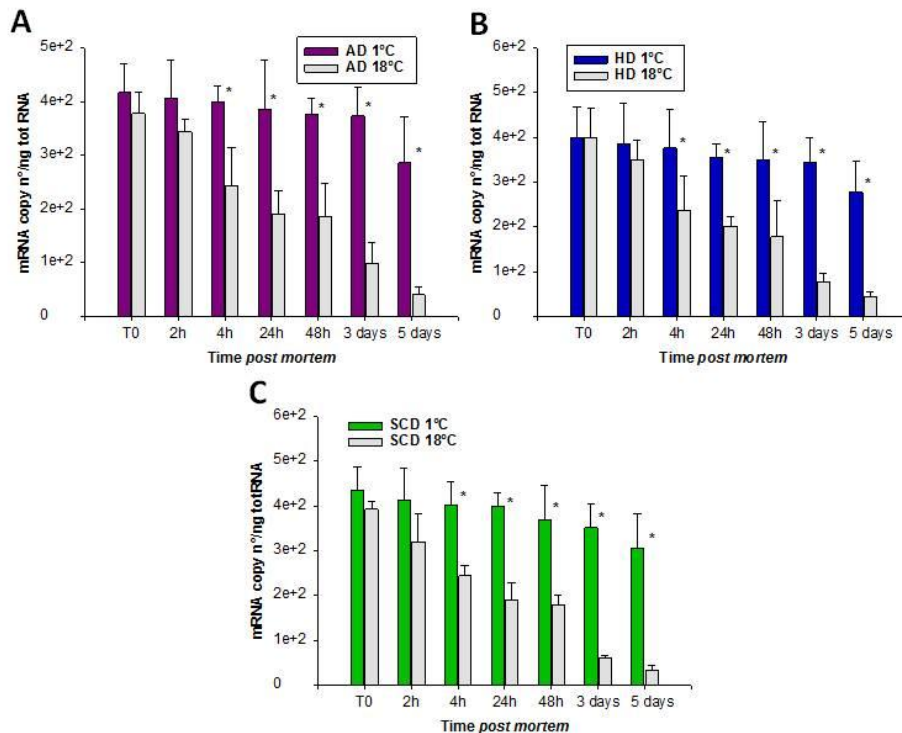 A
5e+2
4e+2
3e+2
2e+2
1e+2
0
mRNA copy n°/ng tot RNA
AD 1°C
AD 18°C
* * * * *
T0 2h 4h 24h 48h 3 days 5 days
Time post mortem
B
6e+2
5e+2
4e+2
3e+2
2e+2
1e+2
0
mRNA copy n°/ng tot RNA
HD 1°C
HD 18°C
* * * * *
T0 2h 4h 24h 48h 3 days 5 days
Time post mortem
C
6e+2
5e+2
4e+2
3e+2
2e+2
1e+2
0
mRNA copy n°/ng totRNA
SCD 1°C
SCD 18°C
* * * * *
T0 2h 4h 24h 48h 3 days 5 days
Time post mortem